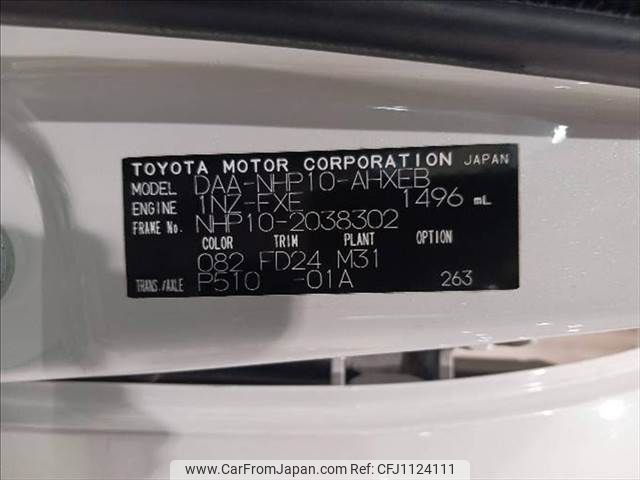 TOYOTA MOTOR CORPORATION JAPAN
MODEL DAA-NHP10-AHXEB
ENGINE 1NZ-FXE 1496 mL
FRAME No. NHP10-2038302
COLOR TRIM PLANT OPTION
082 FD24 M31
TRANS./AXLE P510 -01A 263
www.CarFromJapan.com REFNO:CFJ1124111